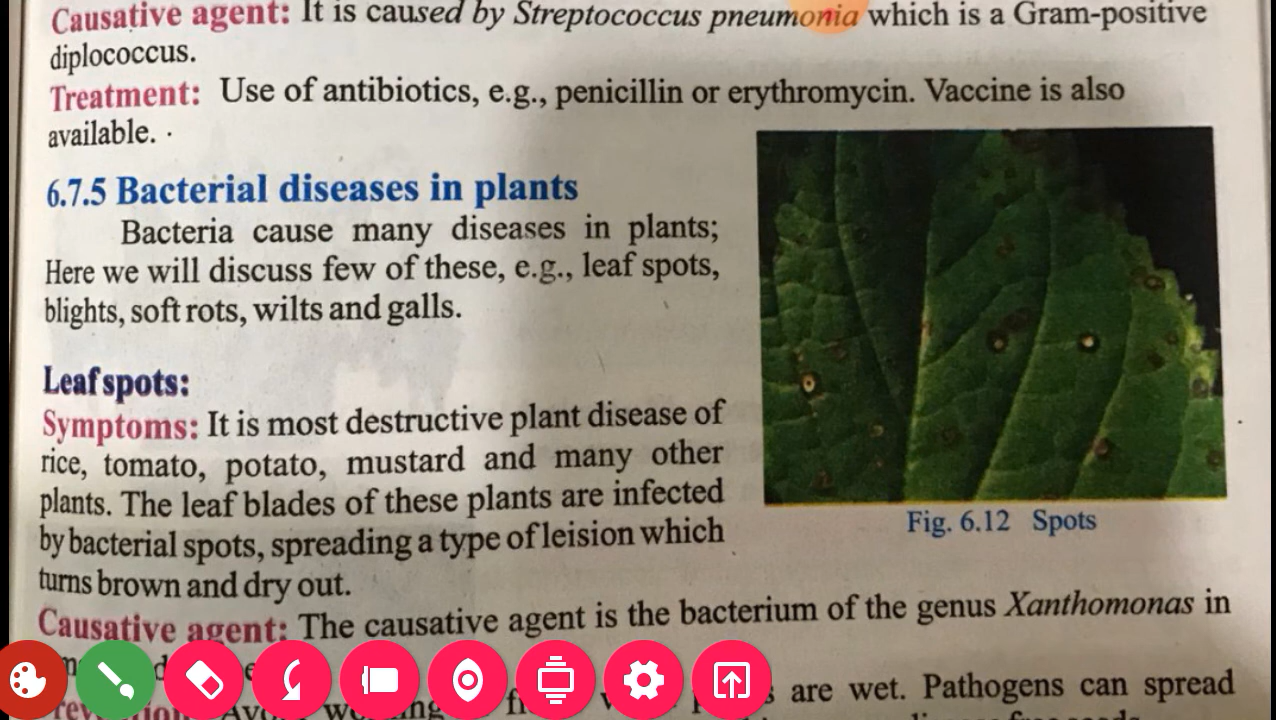 Causative agent: It is caused by Streptococcus pneumonia which is a Gram-positive
diplococcus.
Treatment: Use of antibiotics, e.g., penicillin or erythromycin. Vaccine is also
available.
6.7.5 Bacterial diseases in plants
Bacteria cause many diseases in plants;
Here we will discuss few of these, e.g., leaf spots,
blights, soft rots, wilts and galls.
Leaf spots:
Symptoms: It is most destructive plant disease of
rice, tomato, potato, mustard and many other
plants. The leaf blades of these plants are infected
by bacterial spots, spreading a type of leision which
turns brown and dry out.
Fig. 6.12 Spots
Causative agent: The causative agent is the bacterium of the genus Xanthomonas in
are wet. Pathogens can spread